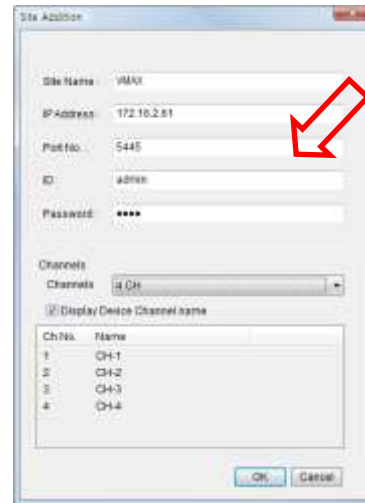 Site Addition
Site Name VMAX
IP Address 172.16.2.61
Port No. 5445
ID admin
Password ••••
Channels
Channels 4 CH
Display Device Channel name
Ch No. Name
1 CH-1
2 CH-2
3 CH-3
4 CH-4
OK Cancel